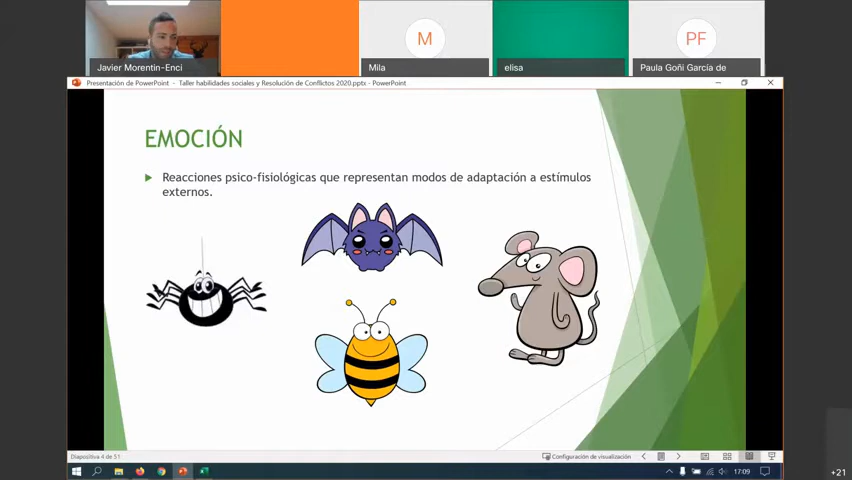 M
PF
Javier Morentin-Enci
Mila
elisa
Paula Goñi García de
Presentación de PowerPoint - Taller habilidades sociales y Resolución de Conflictos 2020.pptx - PowerPoint
EMOCIÓN
Reacciones psico-fisiológicas que representan modos de adaptación a estímulos
externos.
Diapositiva 4 de 51
Configuración de visualización
17:09
+21